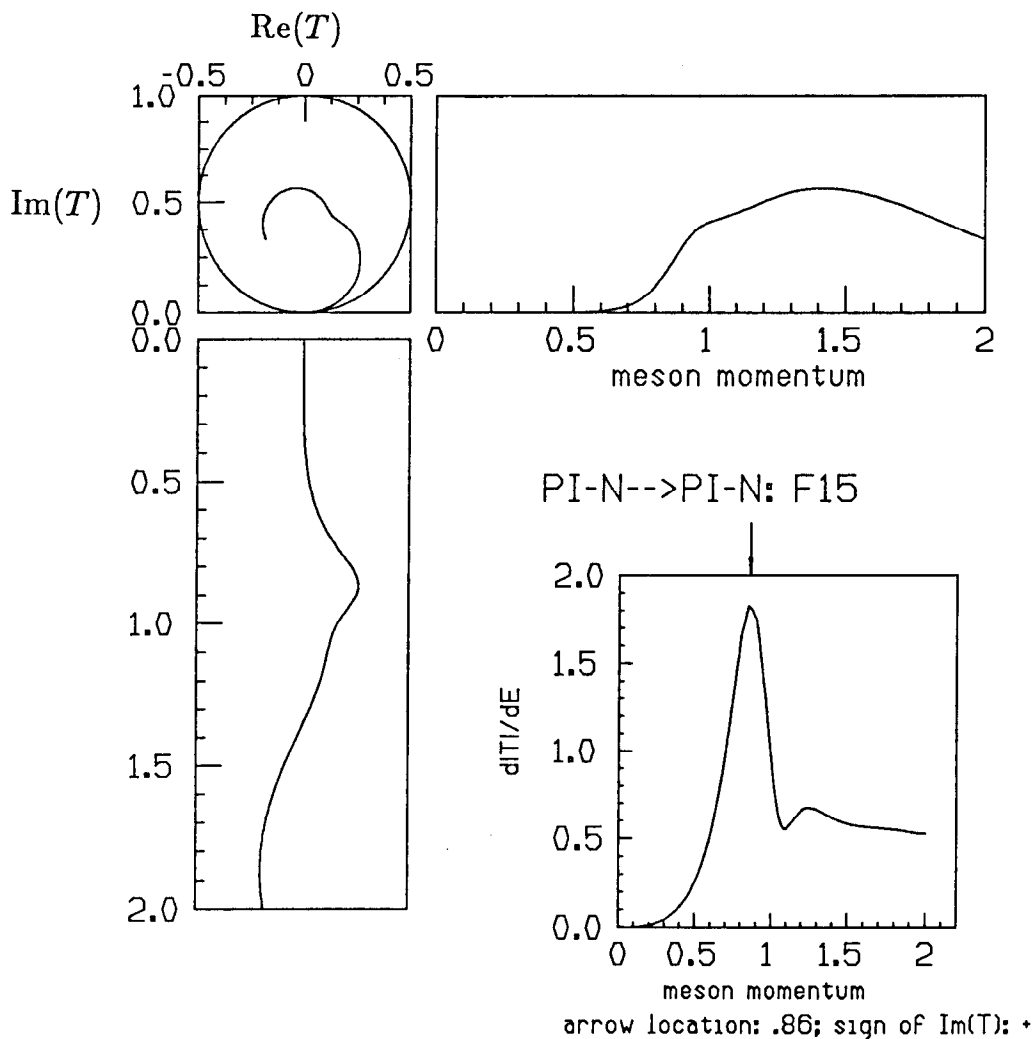 Re(T)
-0.5 0 0.5
1.0
Im(T) 0.5
0.0
0 0.5 1 1.5 2
meson momentum
0.0
0.5
1.0
1.5
2.0
PI-N-->PI-N: F15
2.0
1.5
1.0
0.5
0.0
d|T|/dE
0 0.5 1 1.5 2
meson momentum
arrow location: .86; sign of Im(T): +